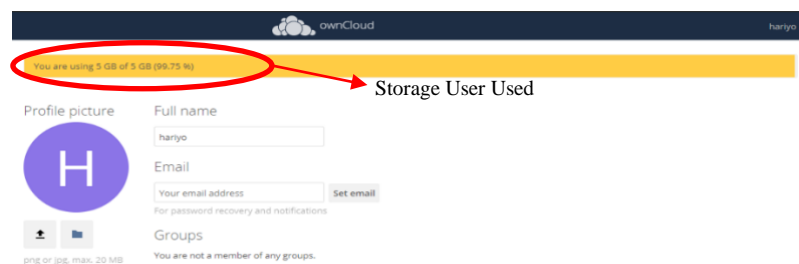 ownCloud
hariyo
You are using 5 GB of 5 GB (99.75 %)
Storage User Used
Profile picture
Full name
hariyo
H
Email
Your email address
Set email
For password recovery and notifications
Groups
You are not a member of any groups.
png or jpg, max. 20 MB